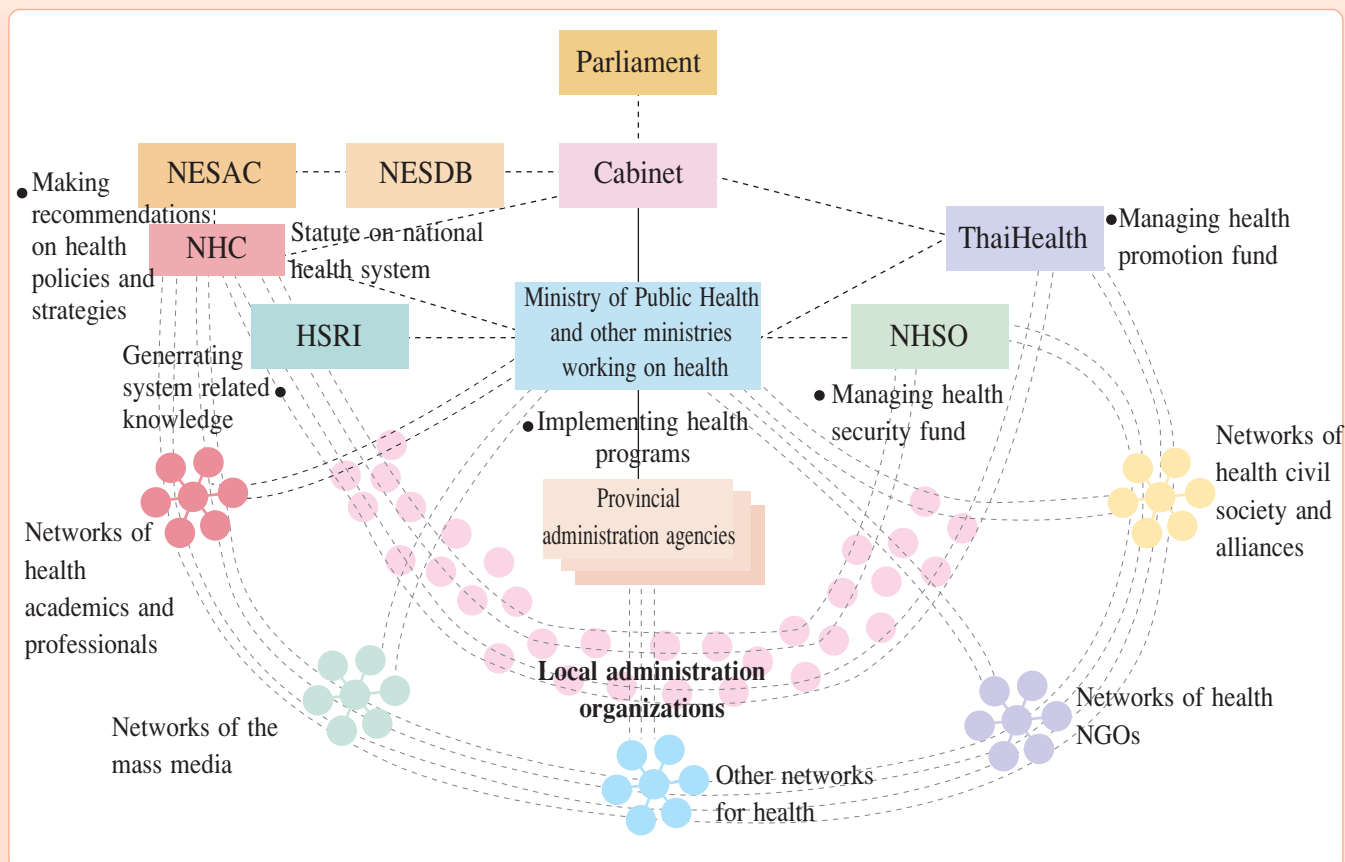 Parliament
NESAC
NESDB
Cabinet
• Making
recommendations
on health
policies and
strategies
NHC
Statute on national
health system
ThaiHealth
• Managing health
promotion fund
Ministry of Public Health
and other ministries
working on health
HSRI
NHSO
Generrating
system related •
knowledge
• Managing health
security fund
• Implementing health
programs
Provincial
administration agencies
Networks of
health civil
society and
alliances
Networks of
health
academics and
professionals
Local administration
organizations
Networks of the
mass media
Networks of health
NGOs
Other networks
for health